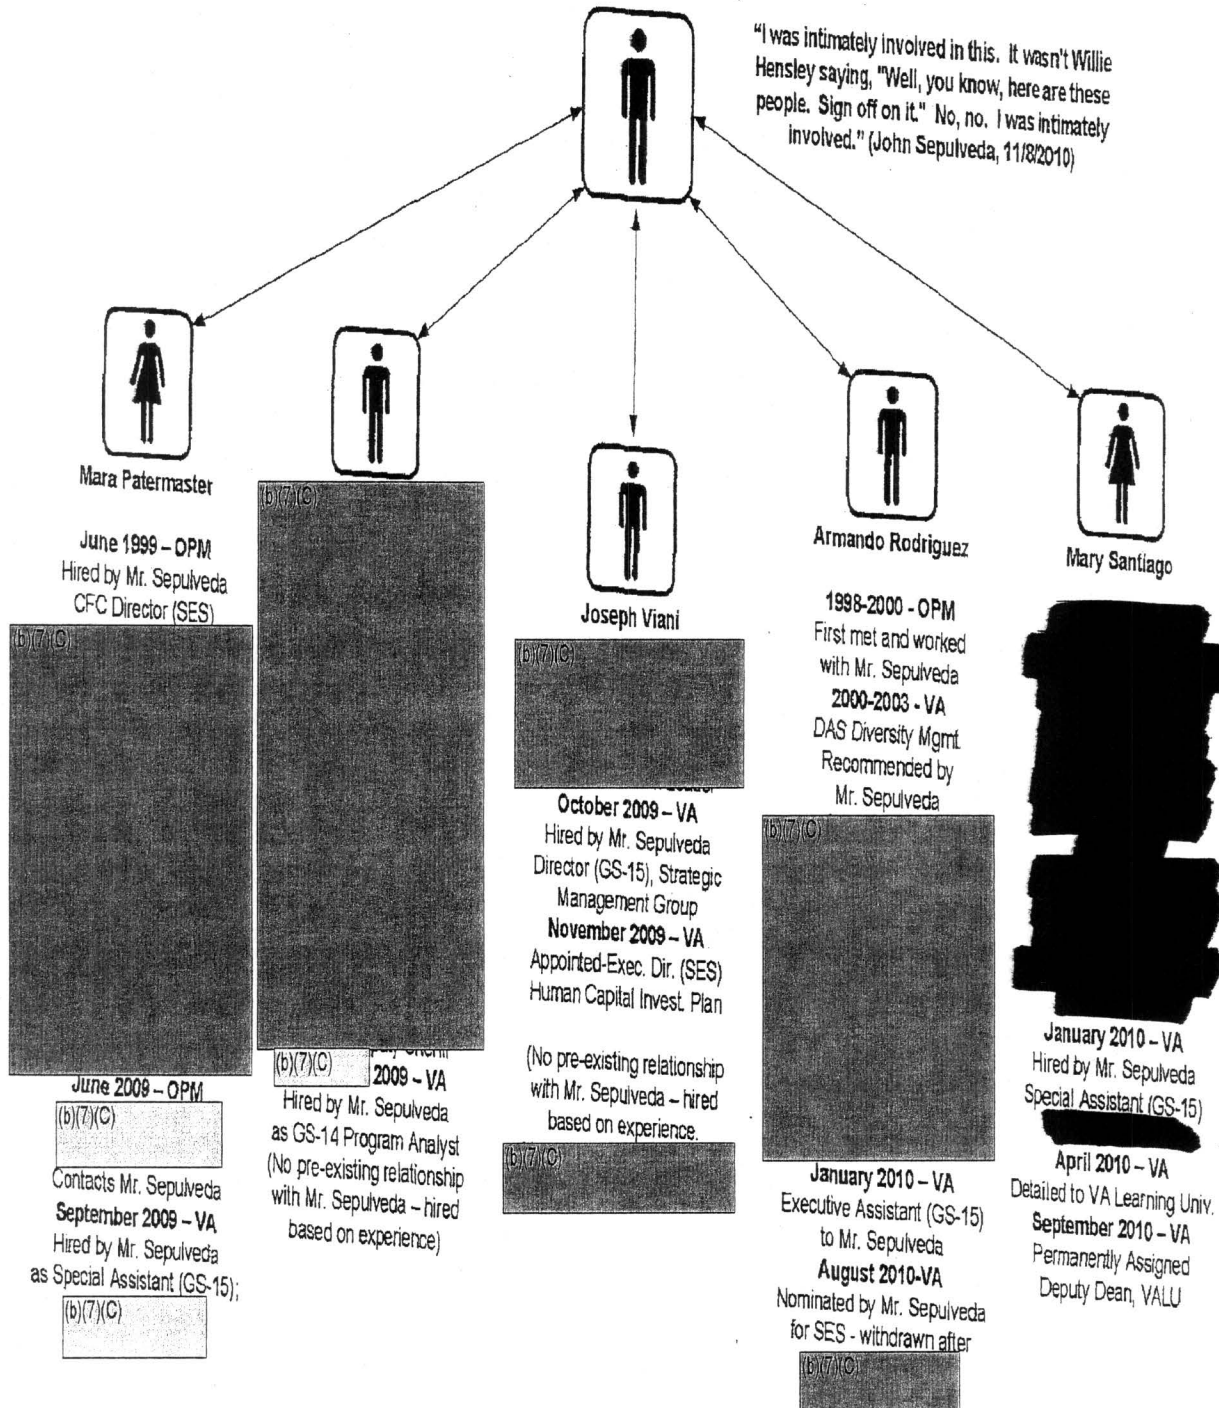 "I was intimately involved in this. It wasn't Willie
Hensley saying, "Well, you know, here are these
people. Sign off on it." No, no. I was intimately
involved." (John Sepulveda, 11/8/2010)
Mara Patermaster
June 1999 – OPM
Hired by Mr. Sepulveda
CFC Director (SES)
(b)(7)(C)
June 2009 – OPM
(b)(7)(C)
Contacts Mr. Sepulveda
September 2009 – VA
Hired by Mr. Sepulveda
as Special Assistant (GS-15);
(b)(7)(C)
(b)(7)(C)
(b)(7)(C)
2009 – VA
Hired by Mr. Sepulveda
as GS-14 Program Analyst
(No pre-existing relationship
with Mr. Sepulveda – hired
based on experience)
Joseph Viani
(b)(7)(C)
October 2009 – VA
Hired by Mr. Sepulveda
Director (GS-15), Strategic
Management Group
November 2009 – VA
Appointed-Exec. Dir. (SES)
Human Capital Invest. Plan
(No pre-existing relationship
with Mr. Sepulveda – hired
based on experience.
(b)(7)(C)
Armando Rodriguez
1998-2000 - OPM
First met and worked
with Mr. Sepulveda
2000-2003 - VA
DAS Diversity Mgmt.
Recommended by
Mr. Sepulveda
(b)(7)(C)
January 2010 – VA
Executive Assistant (GS-15)
to Mr. Sepulveda
August 2010-VA
Nominated by Mr. Sepulveda
for SES - withdrawn after
(b)(7)(C)
Mary Santiago
January 2010 – VA
Hired by Mr. Sepulveda
Special Assistant (GS-15)
April 2010 – VA
Detailed to VA Learning Univ.
September 2010 – VA
Permanently Assigned
Deputy Dean, VALU